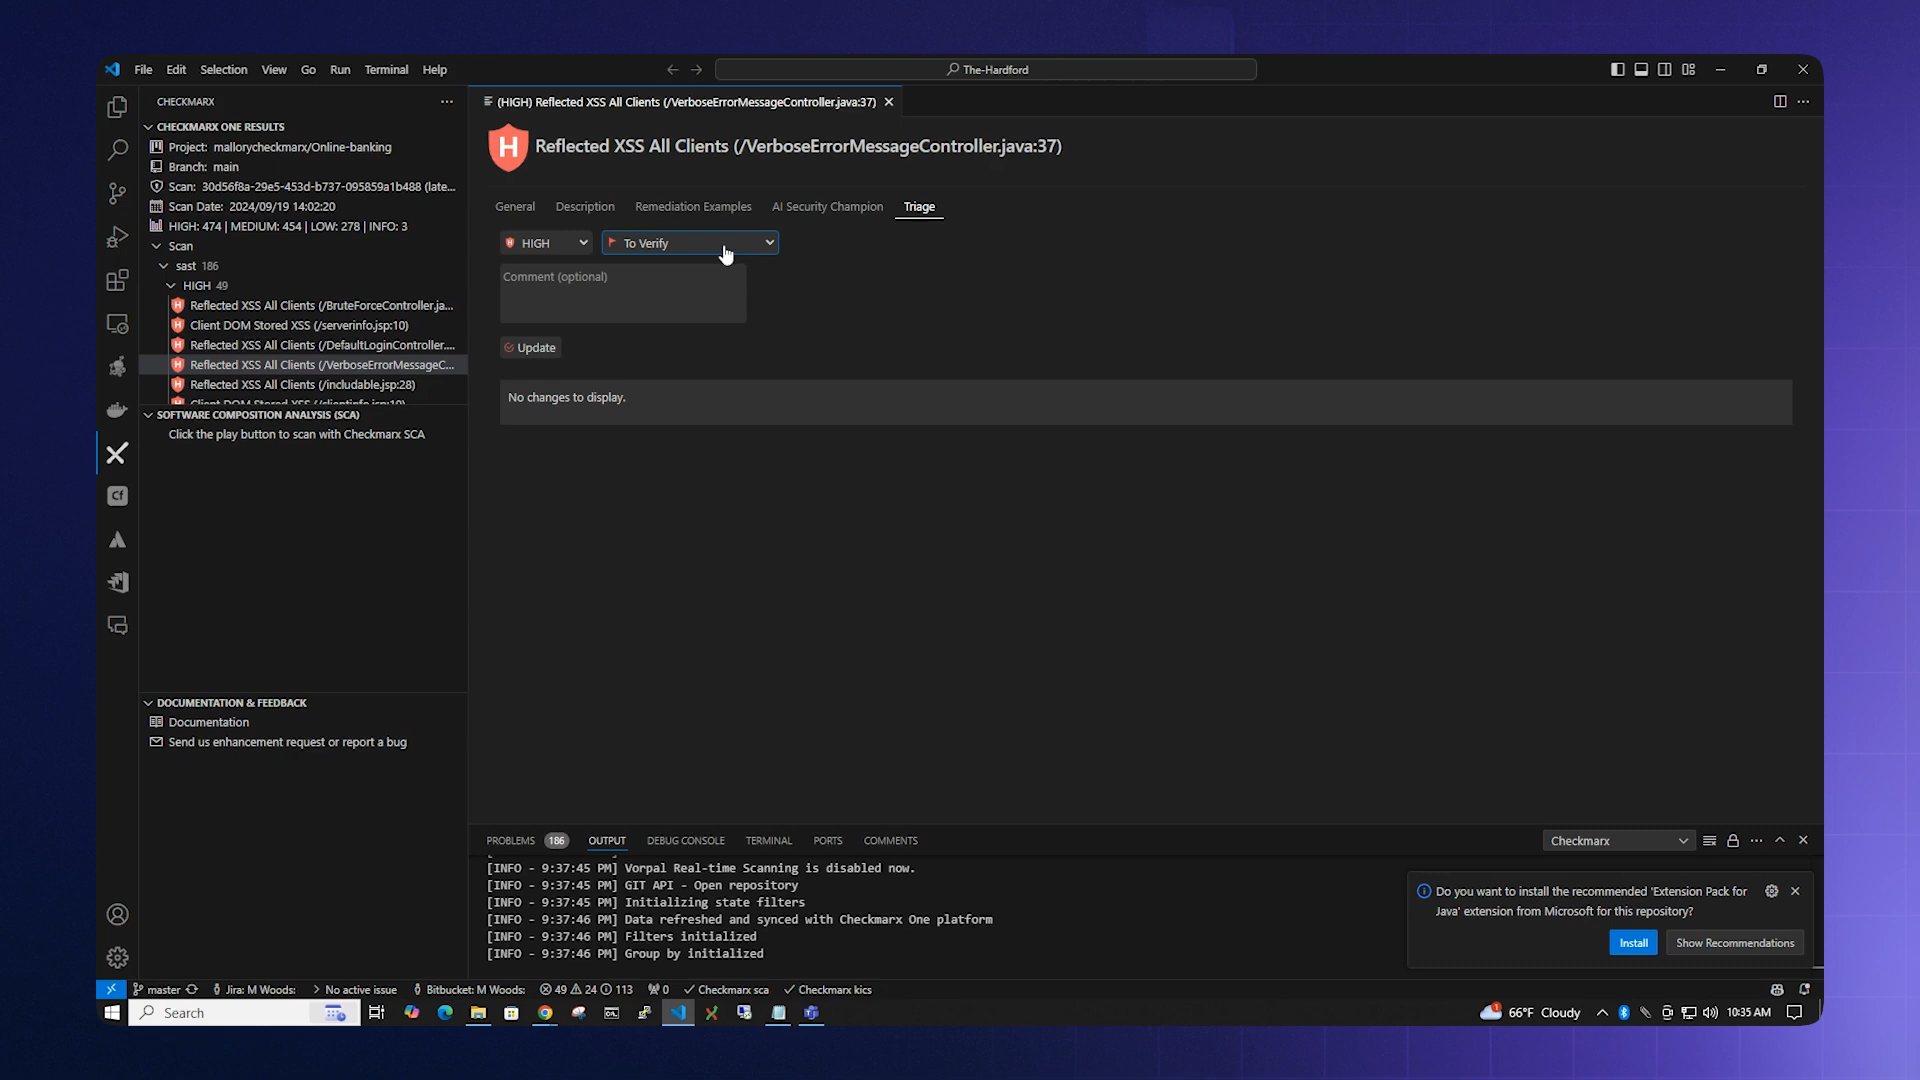 File Edit Selection View Go Run Terminal Help
The-Hardford
CHECKMARX
CHECKMARX ONE RESULTS
Project: mallorycheckmarx/Online-banking
Branch: main
Scan: 30d56f8a-29e5-453d-b737-095859a1b488 (late...
Scan Date: 2024/09/19 14:02:20
HIGH: 474 | MEDIUM: 454 | LOW: 278 | INFO: 3
Scan
sast 186
HIGH 49
Reflected XSS All Clients (/BruteForceController.ja...
Client DOM Stored XSS (/serverinfo.jsp:10)
Reflected XSS All Clients (/DefaultLoginController....
Reflected XSS All Clients (/VerboseErrorMessageC...
Reflected XSS All Clients (/includable.jsp:28)
Client DOM Stored XSS (/clientinfo.jsp:10)
SOFTWARE COMPOSITION ANALYSIS (SCA)
Click the play button to scan with Checkmarx SCA
DOCUMENTATION & FEEDBACK
Documentation
Send us enhancement request or report a bug
(HIGH) Reflected XSS All Clients (/VerboseErrorMessageController.java:37)
H Reflected XSS All Clients (/VerboseErrorMessageController.java:37)
General Description Remediation Examples AI Security Champion Triage
HIGH To Verify
Comment (optional)
Update
No changes to display.
PROBLEMS 186 OUTPUT DEBUG CONSOLE TERMINAL PORTS COMMENTS
Checkmarx
[INFO - 9:37:45 PM] Vorpal Real-time Scanning is disabled now.
[INFO - 9:37:45 PM] GIT API - Open repository
[INFO - 9:37:45 PM] Initializing state filters
[INFO - 9:37:46 PM] Data refreshed and synced with Checkmarx One platform
[INFO - 9:37:46 PM] Filters initialized
[INFO - 9:37:46 PM] Group by initialized
Do you want to install the recommended 'Extension Pack for
Java' extension from Microsoft for this repository?
Install Show Recommendations
master Jira: M Woods: No active issue Bitbucket: M Woods: 49 24 113 0 Checkmarx sca Checkmarx kics
Search
66°F Cloudy
10:35 AM